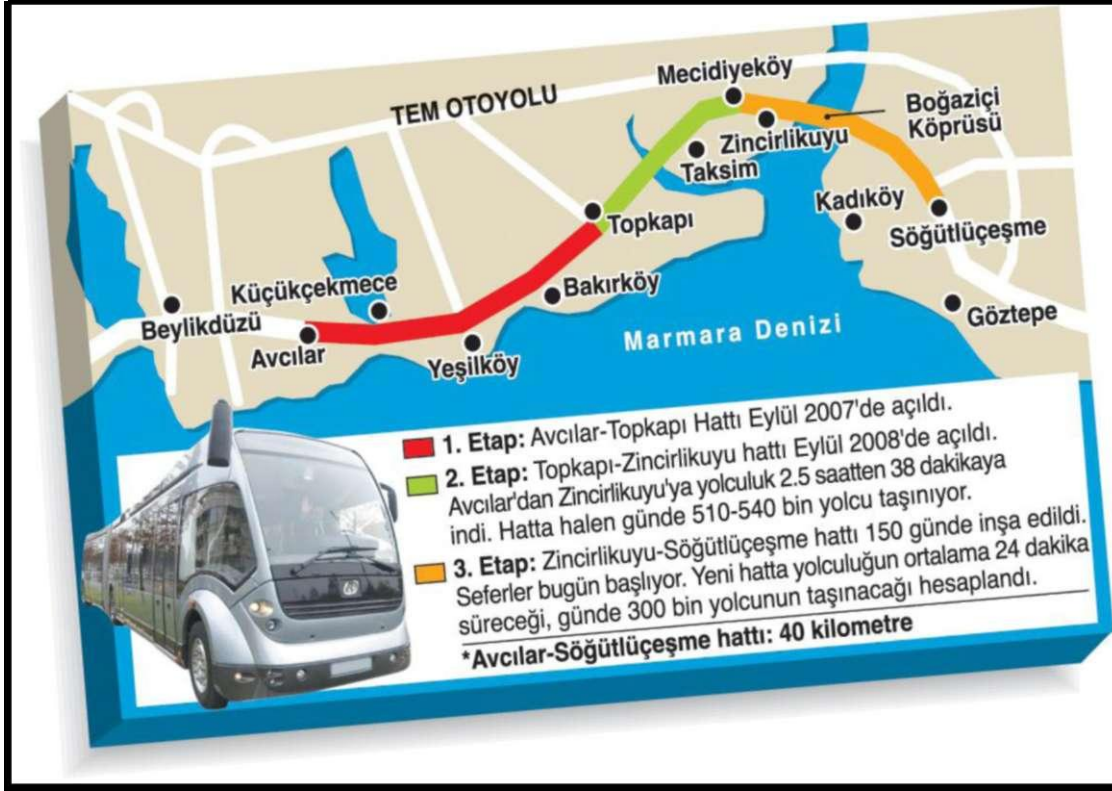 Mecidiyeköy
TEM OTOYOLU
Boğaziçi
Köprüsü
Zincirlikuyu
Taksim
Kadıköy
Topkapı
Söğütlüçeşme
Küçükçekmece
Bakırköy
Beylikdüzü
Göztepe
Avcılar
Yeşilköy
Marmara Denizi
1. Etap: Avcılar-Topkapı Hattı Eylül 2007'de açıldı.
2. Etap: Topkapı-Zincirlikuyu hattı Eylül 2008'de açıldı.
Avcılar'dan Zincirlikuyu'ya yolculuk 2.5 saatten 38 dakikaya
indi. Hatta halen günde 510-540 bin yolcu taşınıyor.
3. Etap: Zincirlikuyu-Söğütlüçeşme hattı 150 günde inşa edildi.
Seferler bugün başlıyor. Yeni hatta yolculuğun ortalama 24 dakika
süreceği, günde 300 bin yolcunun taşınacağı hesaplandı.
*Avcılar-Söğütlüçeşme hattı: 40 kilometre